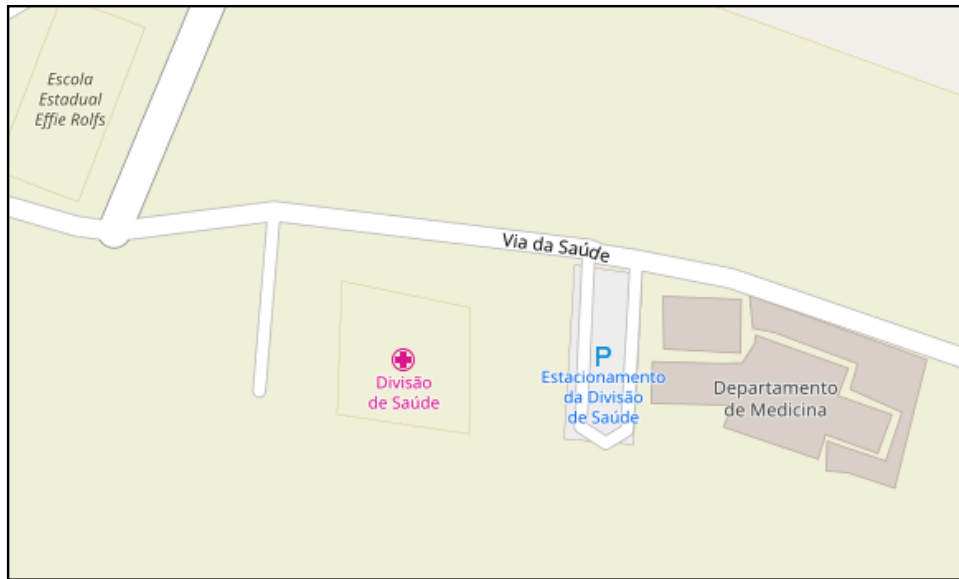 Escola
Estadual
Effie Rolfs
Via da Saúde
P
Estacionamento
da Divisão
de Saúde
Divisão
de Saúde
Departamento
de Medicina